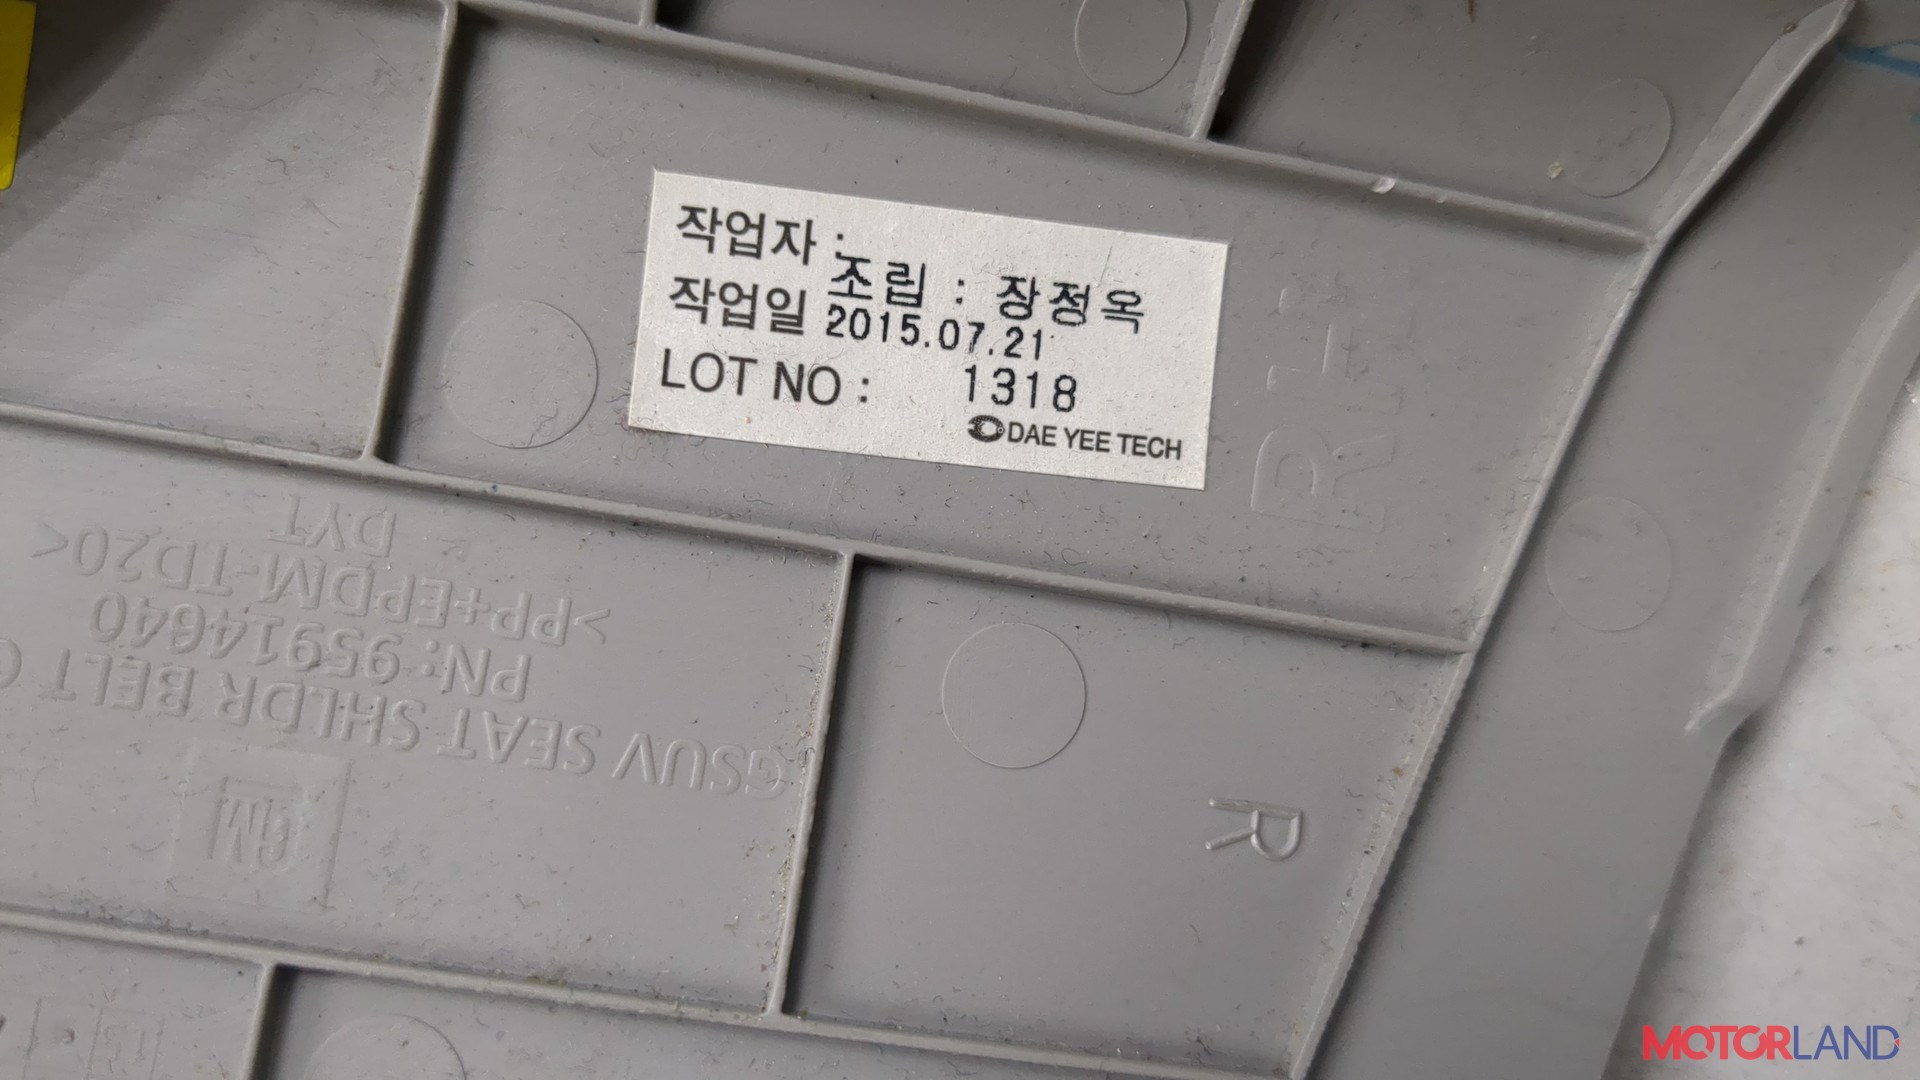 작업자 :
조립 : 장정옥
작업일 2015.07.21
LOT NO : 1318
DAE YEE TECH
R
GM
GSUV SEAT SHLDR BELT
PN: 95914640
>PP+EPDM-TD20<
DYT
MOTORLAND